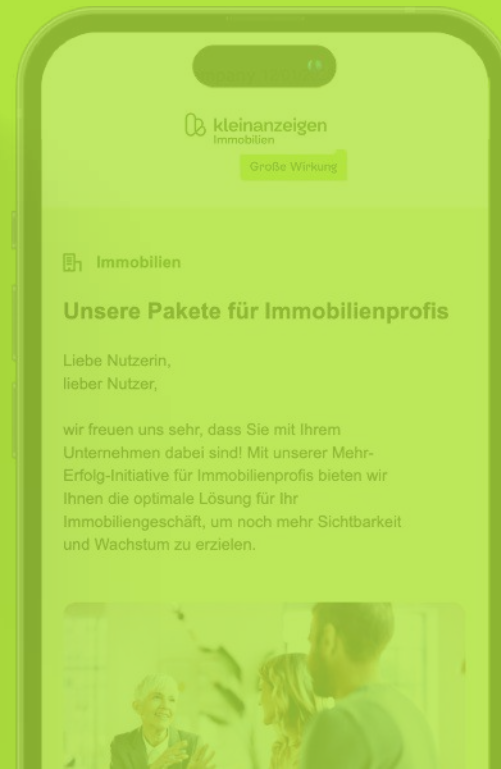 kleinanzeigen
Immobilien
Große Wirkung
Immobilien
Unsere Pakete für Immobilienprofis
Liebe Nutzerin,
lieber Nutzer,
wir freuen uns sehr, dass Sie mit Ihrem
Unternehmen dabei sind! Mit unserer Mehr-
Erfolg-Initiative für Immobilienprofis bieten wir
Ihnen die optimale Lösung für Ihr
Immobiliengeschäft, um noch mehr Sichtbarkeit
und Wachstum zu erzielen.